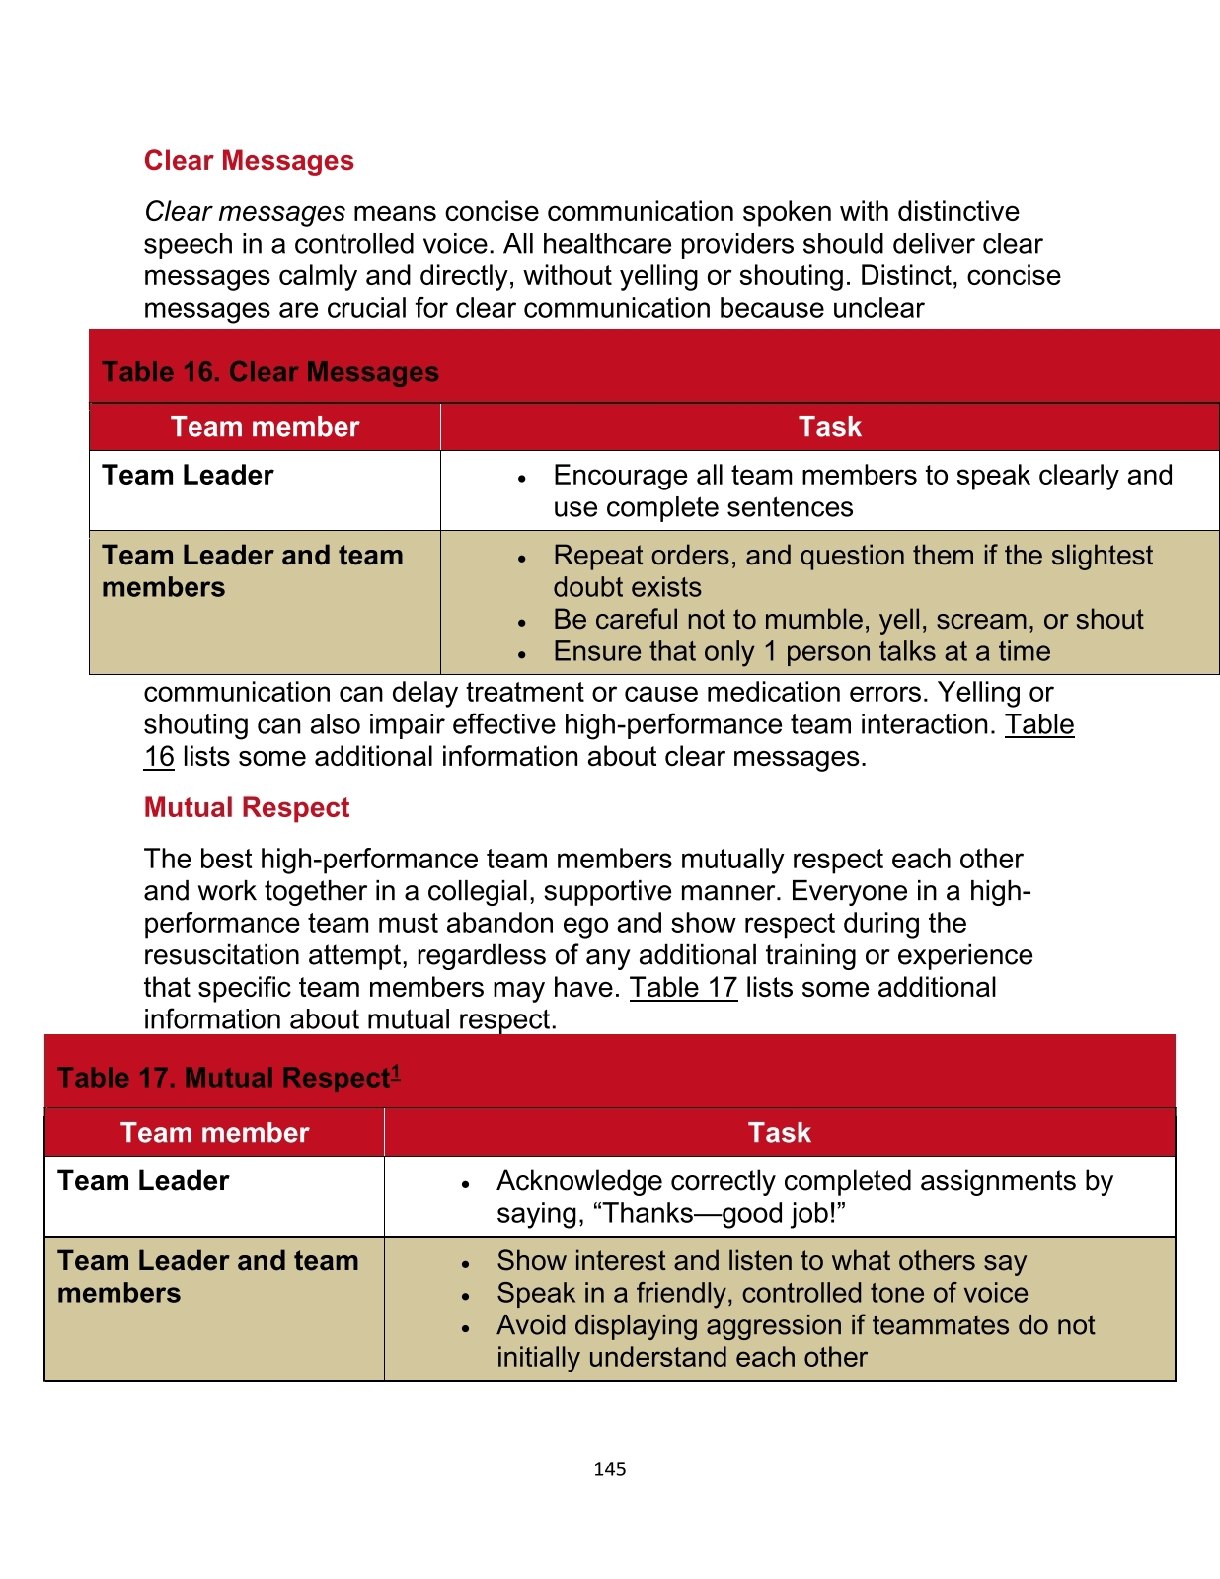 Clear Messages
Clear messages means concise communication spoken with distinctive
speech in a controlled voice. All healthcare providers should deliver clear
messages calmly and directly, without yelling or shouting. Distinct, concise
messages are crucial for clear communication because unclear
Table 16. Clear Messages
Team member Task
Team Leader
• Encourage all team members to speak clearly and
use complete sentences
Team Leader and team
members
• Repeat orders, and question them if the slightest
doubt exists
• Be careful not to mumble, yell, scream, or shout
• Ensure that only 1 person talks at a time
communication can delay treatment or cause medication errors. Yelling or
shouting can also impair effective high-performance team interaction. Table
16 lists some additional information about clear messages.
Mutual Respect
The best high-performance team members mutually respect each other
and work together in a collegial, supportive manner. Everyone in a high-
performance team must abandon ego and show respect during the
resuscitation attempt, regardless of any additional training or experience
that specific team members may have. Table 17 lists some additional
information about mutual respect.
Table 17. Mutual Respect1
Team member Task
Team Leader
• Acknowledge correctly completed assignments by
saying, “Thanks—good job!”
Team Leader and team
members
• Show interest and listen to what others say
• Speak in a friendly, controlled tone of voice
• Avoid displaying aggression if teammates do not
initially understand each other
145